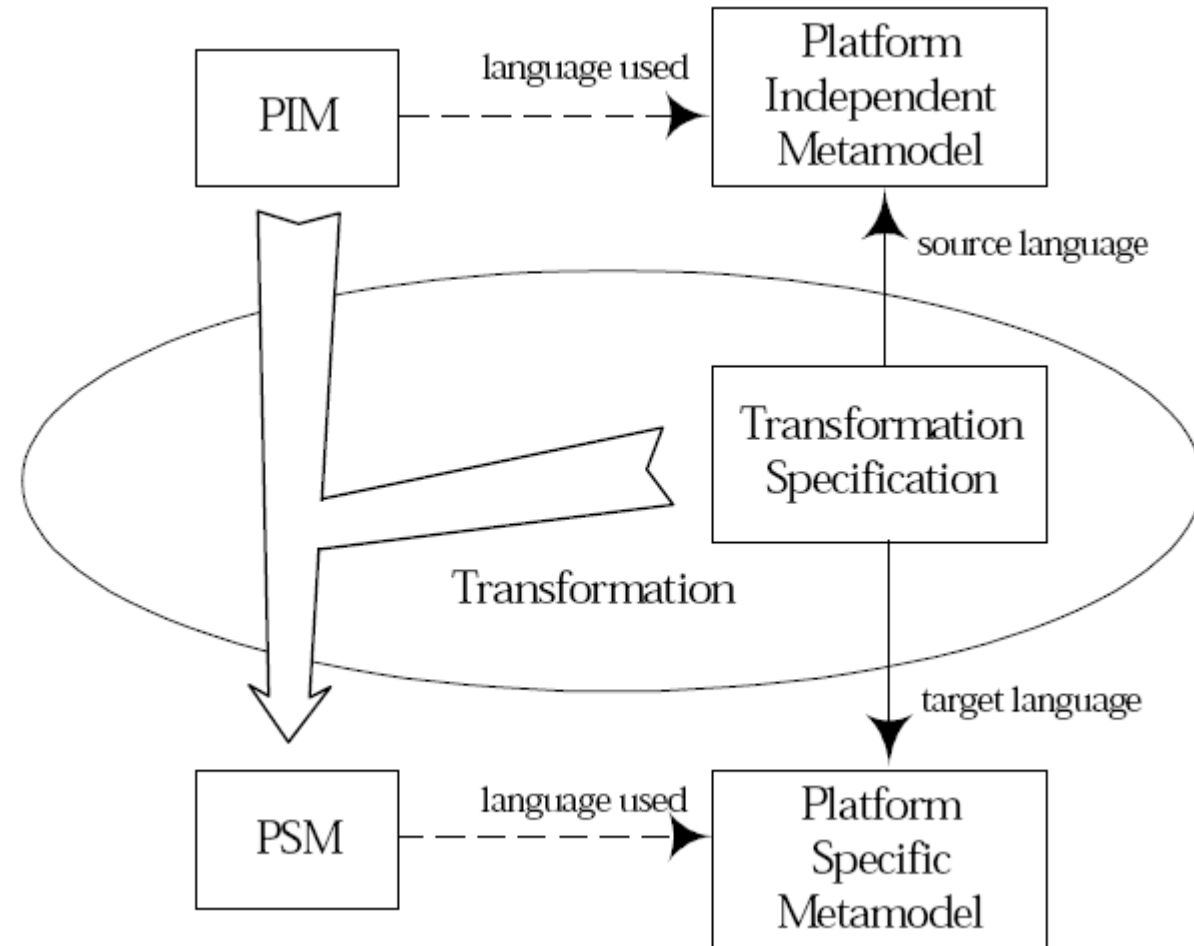 PIM
language used
Platform
Independent
Metamodel
source language
Transformation
Specification
Transformation
target language
PSM
language used
Platform
Specific
Metamodel